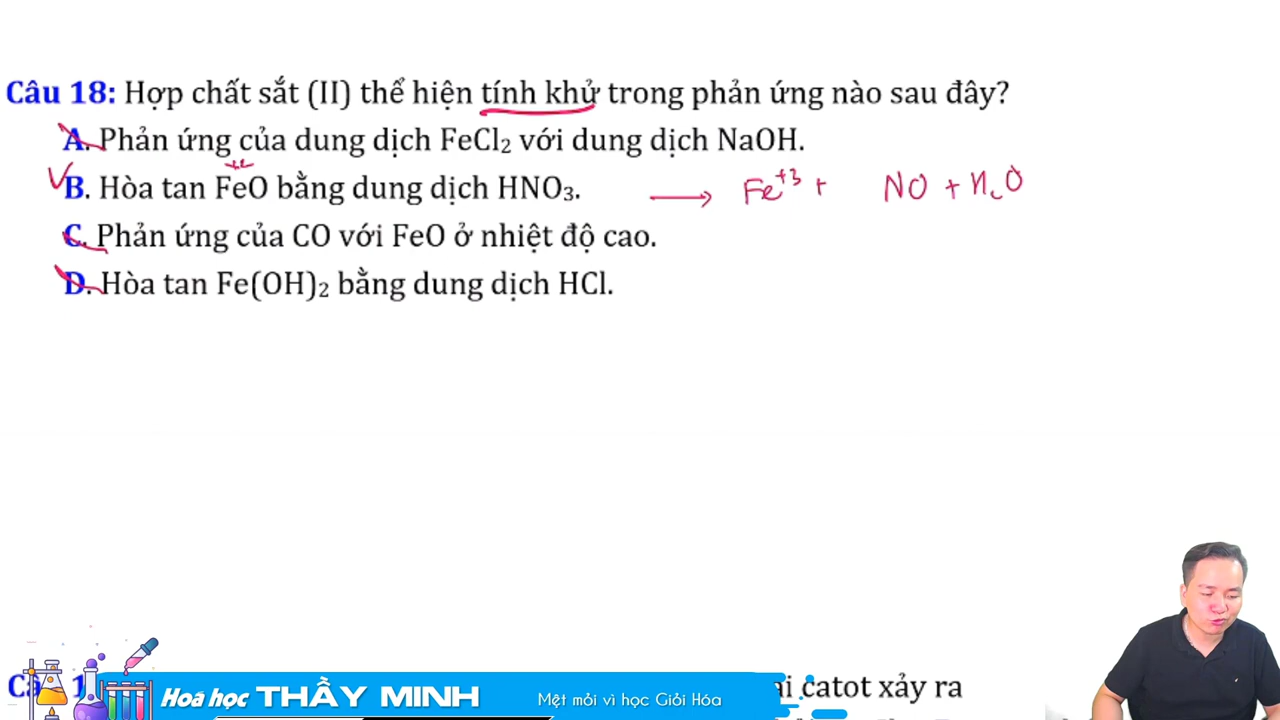 Câu 18: Hợp chất sắt (II) thể hiện tính khử trong phản ứng nào sau đây?
A. Phản ứng của dung dịch FeCl₂ với dung dịch NaOH.
B. Hòa tan FeO bằng dung dịch HNO₃. → Fe⁺³ + NO + H₂O
C. Phản ứng của CO với FeO ở nhiệt độ cao.
D. Hòa tan Fe(OH)₂ bằng dung dịch HCl.
catot xảy ra
Hoá học THẦY MINH
Mệt mỏi vì học Giỏi Hóa